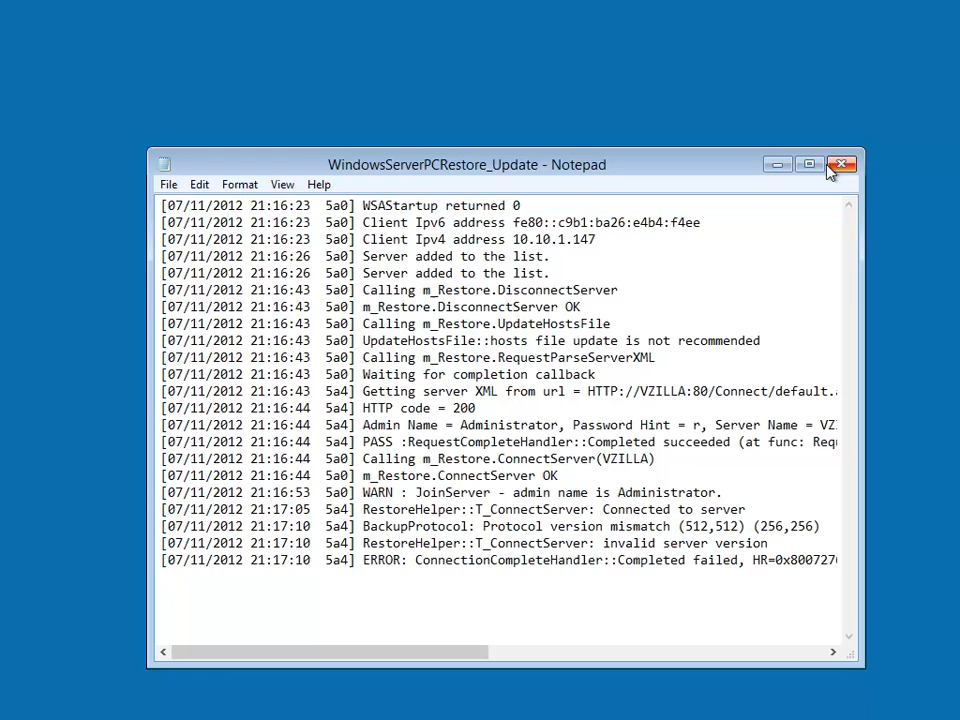 WindowsServerPCRestore_Update - Notepad
File Edit Format View Help
[07/11/2012 21:16:23 5a0] WSAStartup returned 0
[07/11/2012 21:16:23 5a0] Client Ipv6 address fe80::c9b1:ba26:e4b4:f4ee
[07/11/2012 21:16:23 5a0] Client Ipv4 address 10.10.1.147
[07/11/2012 21:16:26 5a0] Server added to the list.
[07/11/2012 21:16:26 5a0] Server added to the list.
[07/11/2012 21:16:43 5a0] Calling m_Restore.DisconnectServer
[07/11/2012 21:16:43 5a0] m_Restore.DisconnectServer OK
[07/11/2012 21:16:43 5a0] Calling m_Restore.UpdateHostsFile
[07/11/2012 21:16:43 5a0] UpdateHostsFile::hosts file update is not recommended
[07/11/2012 21:16:43 5a0] Calling m_Restore.RequestParseServerXML
[07/11/2012 21:16:43 5a0] Waiting for completion callback
[07/11/2012 21:16:43 5a4] Getting server XML from url = HTTP://VZILLA:80/Connect/default.
[07/11/2012 21:16:44 5a4] HTTP code = 200
[07/11/2012 21:16:44 5a4] Admin Name = Administrator, Password Hint = r, Server Name = VZ
[07/11/2012 21:16:44 5a4] PASS :RequestCompleteHandler::Completed succeeded (at func: Req
[07/11/2012 21:16:44 5a0] Calling m_Restore.ConnectServer(VZILLA)
[07/11/2012 21:16:44 5a0] m_Restore.ConnectServer OK
[07/11/2012 21:16:53 5a0] WARN : JoinServer - admin name is Administrator.
[07/11/2012 21:17:05 5a4] RestoreHelper::T_ConnectServer: Connected to server
[07/11/2012 21:17:10 5a4] BackupProtocol: Protocol version mismatch (512,512) (256,256)
[07/11/2012 21:17:10 5a4] RestoreHelper::T_ConnectServer: invalid server version
[07/11/2012 21:17:10 5a4] ERROR: ConnectionCompleteHandler::Completed failed, HR=0x800727